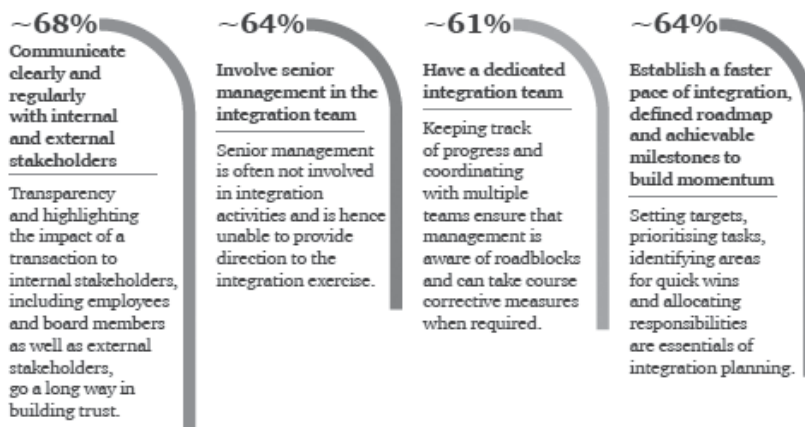 ~68%
Communicate
clearly and
regularly
with internal
and external
stakeholders
Transparency
and highlighting
the impact of a
transaction to
internal stakeholders,
including employees
and board members
as well as external
stakeholders,
go a long way in
building trust.
~64%
Involve senior
management in the
integration team
Senior management
is often not involved
in integration
activities and is hence
unable to provide
direction to the
integration exercise.
~61%
Have a dedicated
integration team
Keeping track
of progress and
coordinating
with multiple
teams ensure that
management is
aware of roadblocks
and can take course
corrective measures
when required.
~64%
Establish a faster
pace of integration,
defined roadmap
and achievable
milestones to
build momentum
Setting targets,
prioritising tasks,
identifying areas
for quick wins
and allocating
responsibilities
are essentials of
integration planning.